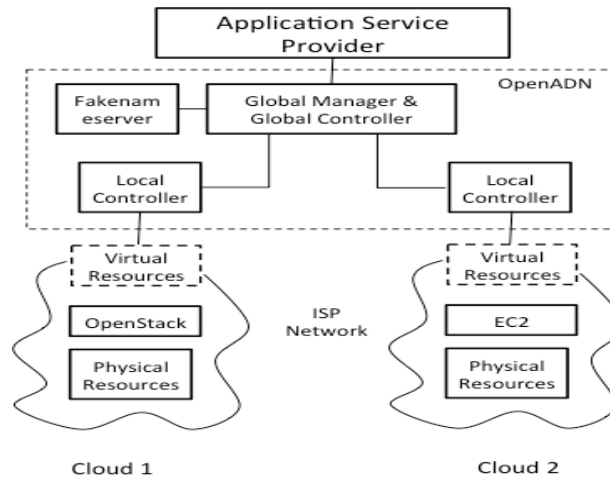 Application Service
Provider
OpenADN
Fakenam
eserver
Global Manager &
Global Controller
Local
Controller
Local
Controller
Virtual
Resources
Virtual
Resources
OpenStack
ISP
Network
EC2
Physical
Resources
Physical
Resources
Cloud 1
Cloud 2